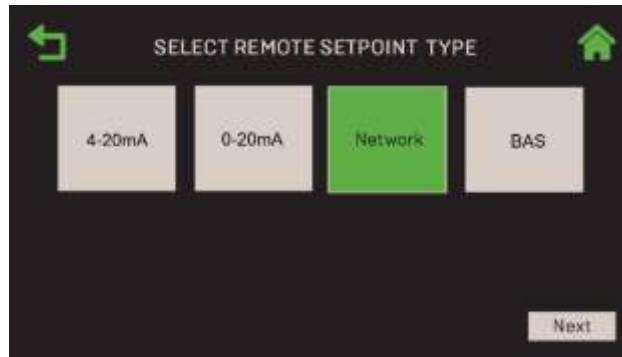 SELECT REMOTE SETPOINT TYPE
4-20mA
0-20mA
Network
BAS
Next